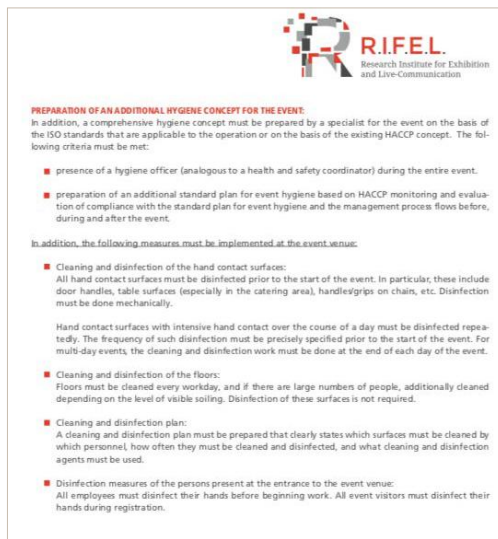 R.I.F.E.L.
Research Institute for Exhibition
and Live-Communication
PREPARATION OF AN ADDITIONAL HYGIENE CONCEPT FOR THE EVENT:
In addition, a comprehensive hygiene concept must be prepared by a specialist for the event on the basis of
the ISO standards that are applicable to the operation or on the basis of the existing HACCP concept. The fol-
lowing criteria must be met:
presence of a hygiene officer (analogous to a health and safety coordinator) during the entire event.
preparation of an additional standard plan for event hygiene based on HACCP monitoring and evalua-
tion of compliance with the standard plan for event hygiene and the management process flows before,
during and after the event.
In addition, the following measures must be implemented at the event venue:
Cleaning and disinfection of the hand contact surfaces:
All hand contact surfaces must be disinfected prior to the start of the event. In particular, these include
door handles, table surfaces (especially in the catering area), handles/grips on chairs, etc. Disinfection
must be done mechanically.
Hand contact surfaces with intensive hand contact over the course of a day must be disinfected repea-
tedly. The frequency of such disinfection must be precisely specified prior to the start of the event. For
multi-day events, the cleaning and disinfection work must be done at the end of each day of the event.
Cleaning and disinfection of the floors:
Floors must be cleaned every workday, and if there are large numbers of people, additionally cleaned
depending on the level of visible soiling. Disinfection of these surfaces is not required.
Cleaning and disinfection plan:
A cleaning and disinfection plan must be prepared that clearly states which surfaces must be cleaned by
which personnel, how often they must be cleaned and disinfected, and what cleaning and disinfection
agents must be used.
Disinfection measures of the persons present at the entrance to the event venue:
All employees must disinfect their hands before beginning work. All event visitors must disinfect their
hands during registration.